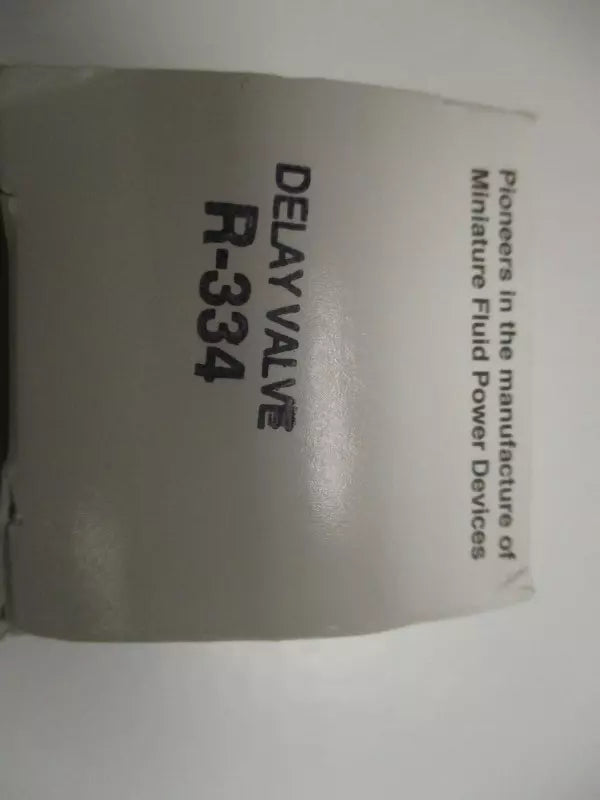 Pioneers in the manufacture of
Miniature Fluid Power Devices
DELAY VALVE
R-334